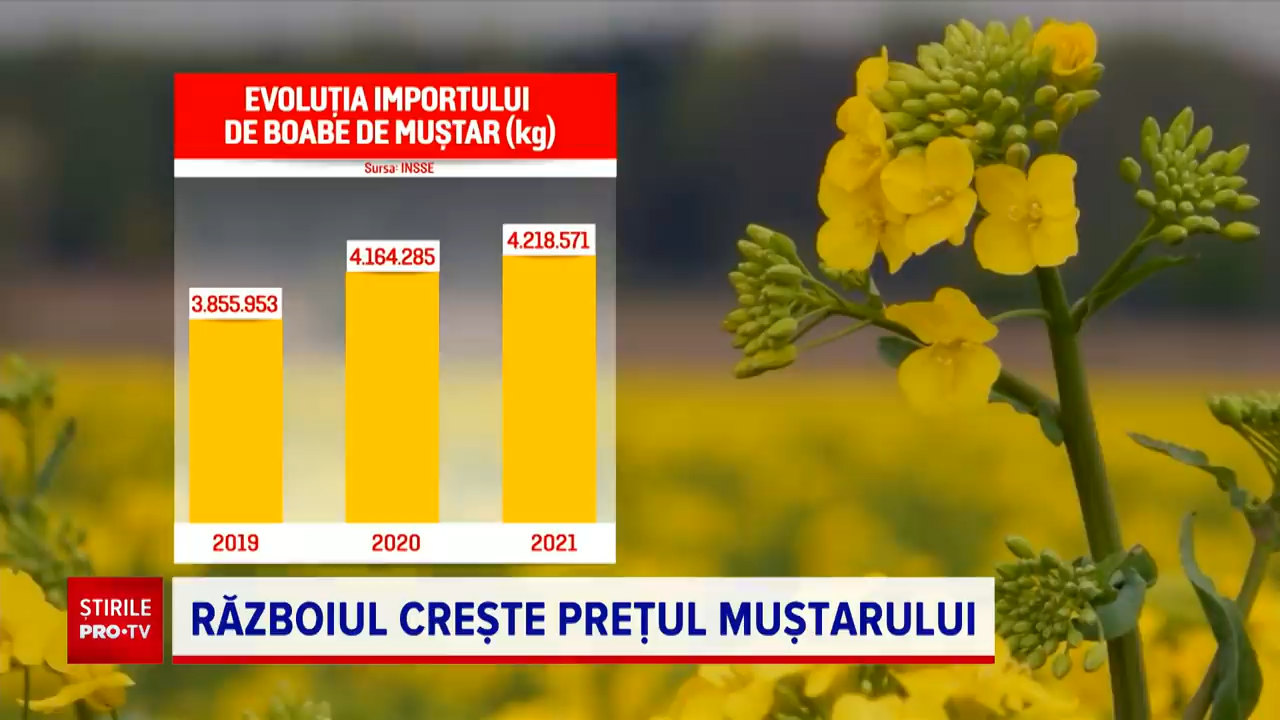 EVOLUȚIA IMPORTULUI
DE BOABE DE MUȘTAR (kg)
Sursa: INSSE
3.855.953
4.164.285
4.218.571
2019
2020
2021
ȘTIRILE
PRO•TV
RĂZBOIUL CREȘTE PREȚUL MUȘTARULUI